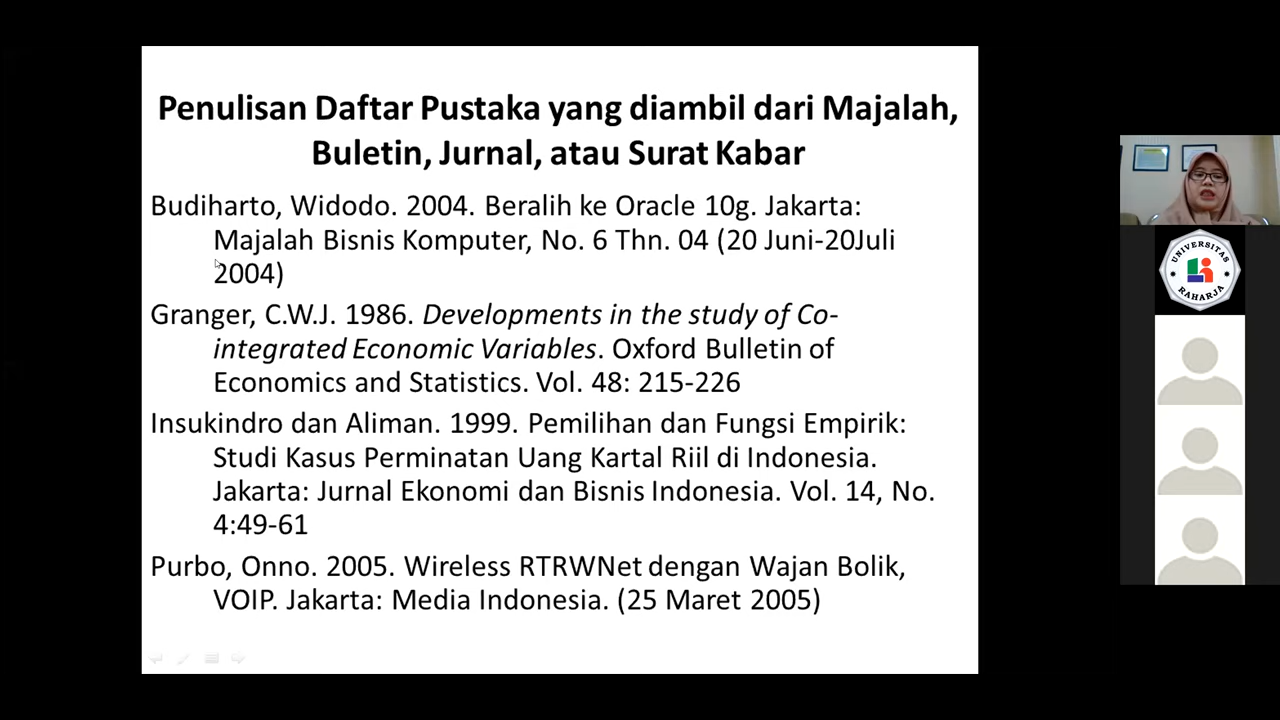 Penulisan Daftar Pustaka yang diambil dari Majalah,
Buletin, Jurnal, atau Surat Kabar
Budiharto, Widodo. 2004. Beralih ke Oracle 10g. Jakarta:
Majalah Bisnis Komputer, No. 6 Thn. 04 (20 Juni-20Juli
2004)
Granger, C.W.J. 1986. Developments in the study of Co-
integrated Economic Variables. Oxford Bulletin of
Economics and Statistics. Vol. 48: 215-226
Insukindro dan Aliman. 1999. Pemilihan dan Fungsi Empirik:
Studi Kasus Perminatan Uang Kartal Riil di Indonesia.
Jakarta: Jurnal Ekonomi dan Bisnis Indonesia. Vol. 14, No.
4:49-61
Purbo, Onno. 2005. Wireless RTRWNet dengan Wajan Bolik,
VOIP. Jakarta: Media Indonesia. (25 Maret 2005)
UNIVERSITAS
RAHARJA